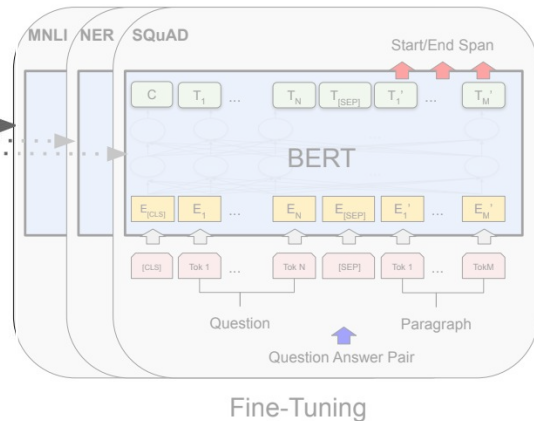 MNLI NER SQuAD
Start/End Span
C T1 ... TN T[SEP] T1' ... TM'
BERT
E[CLS] E1 ... EN E[SEP] E1' ... EM'
[CLS] Tok 1 ... Tok N [SEP] Tok 1 ... TokM
Question Paragraph
Question Answer Pair
Fine-Tuning